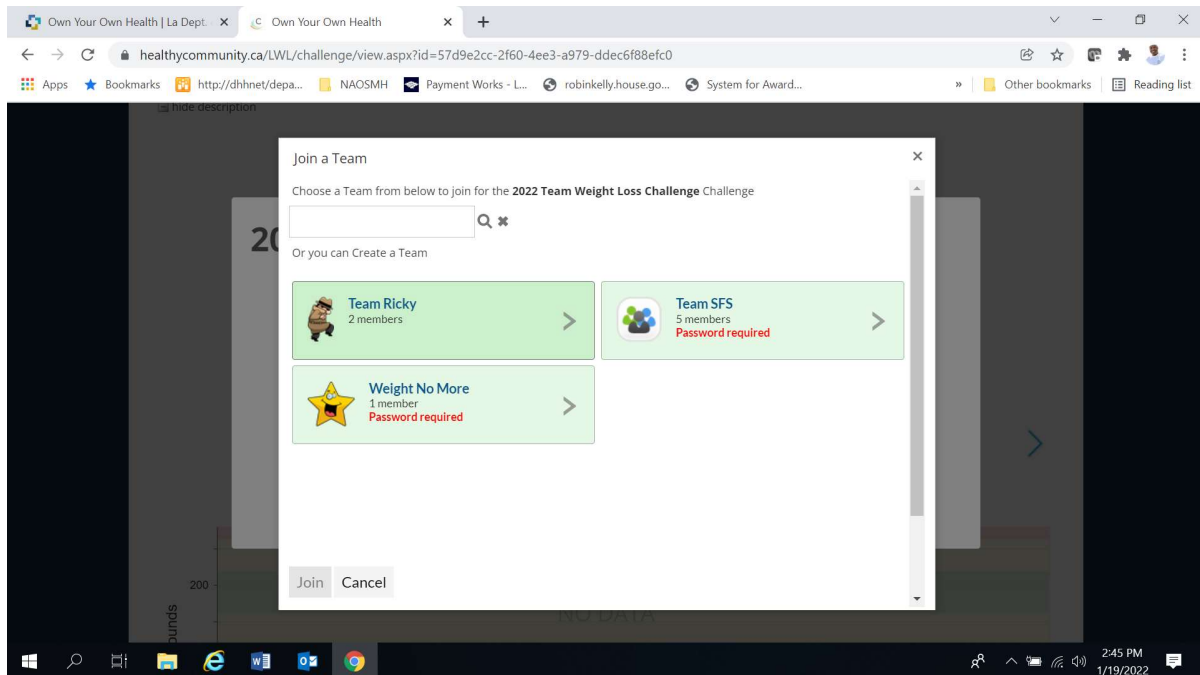 Own Your Own Health | La Dept.
Own Your Own Health
healthycommunity.ca/LWL/challenge/view.aspx?id=57d9e2cc-2f60-4ee3-a979-ddec6f88efc0
Apps Bookmarks http://dhhnet/depa... NAOSMH Payment Works - L... robinkelly.house.go... System for Award... » Other bookmarks Reading list
hide description
Join a Team
Choose a Team from below to join for the 2022 Team Weight Loss Challenge Challenge
20
Or you can Create a Team
Team Ricky
2 members
Team SFS
5 members
Password required
Weight No More
1 member
Password required
Join Cancel
200
NO DATA
2:45 PM
1/19/2022